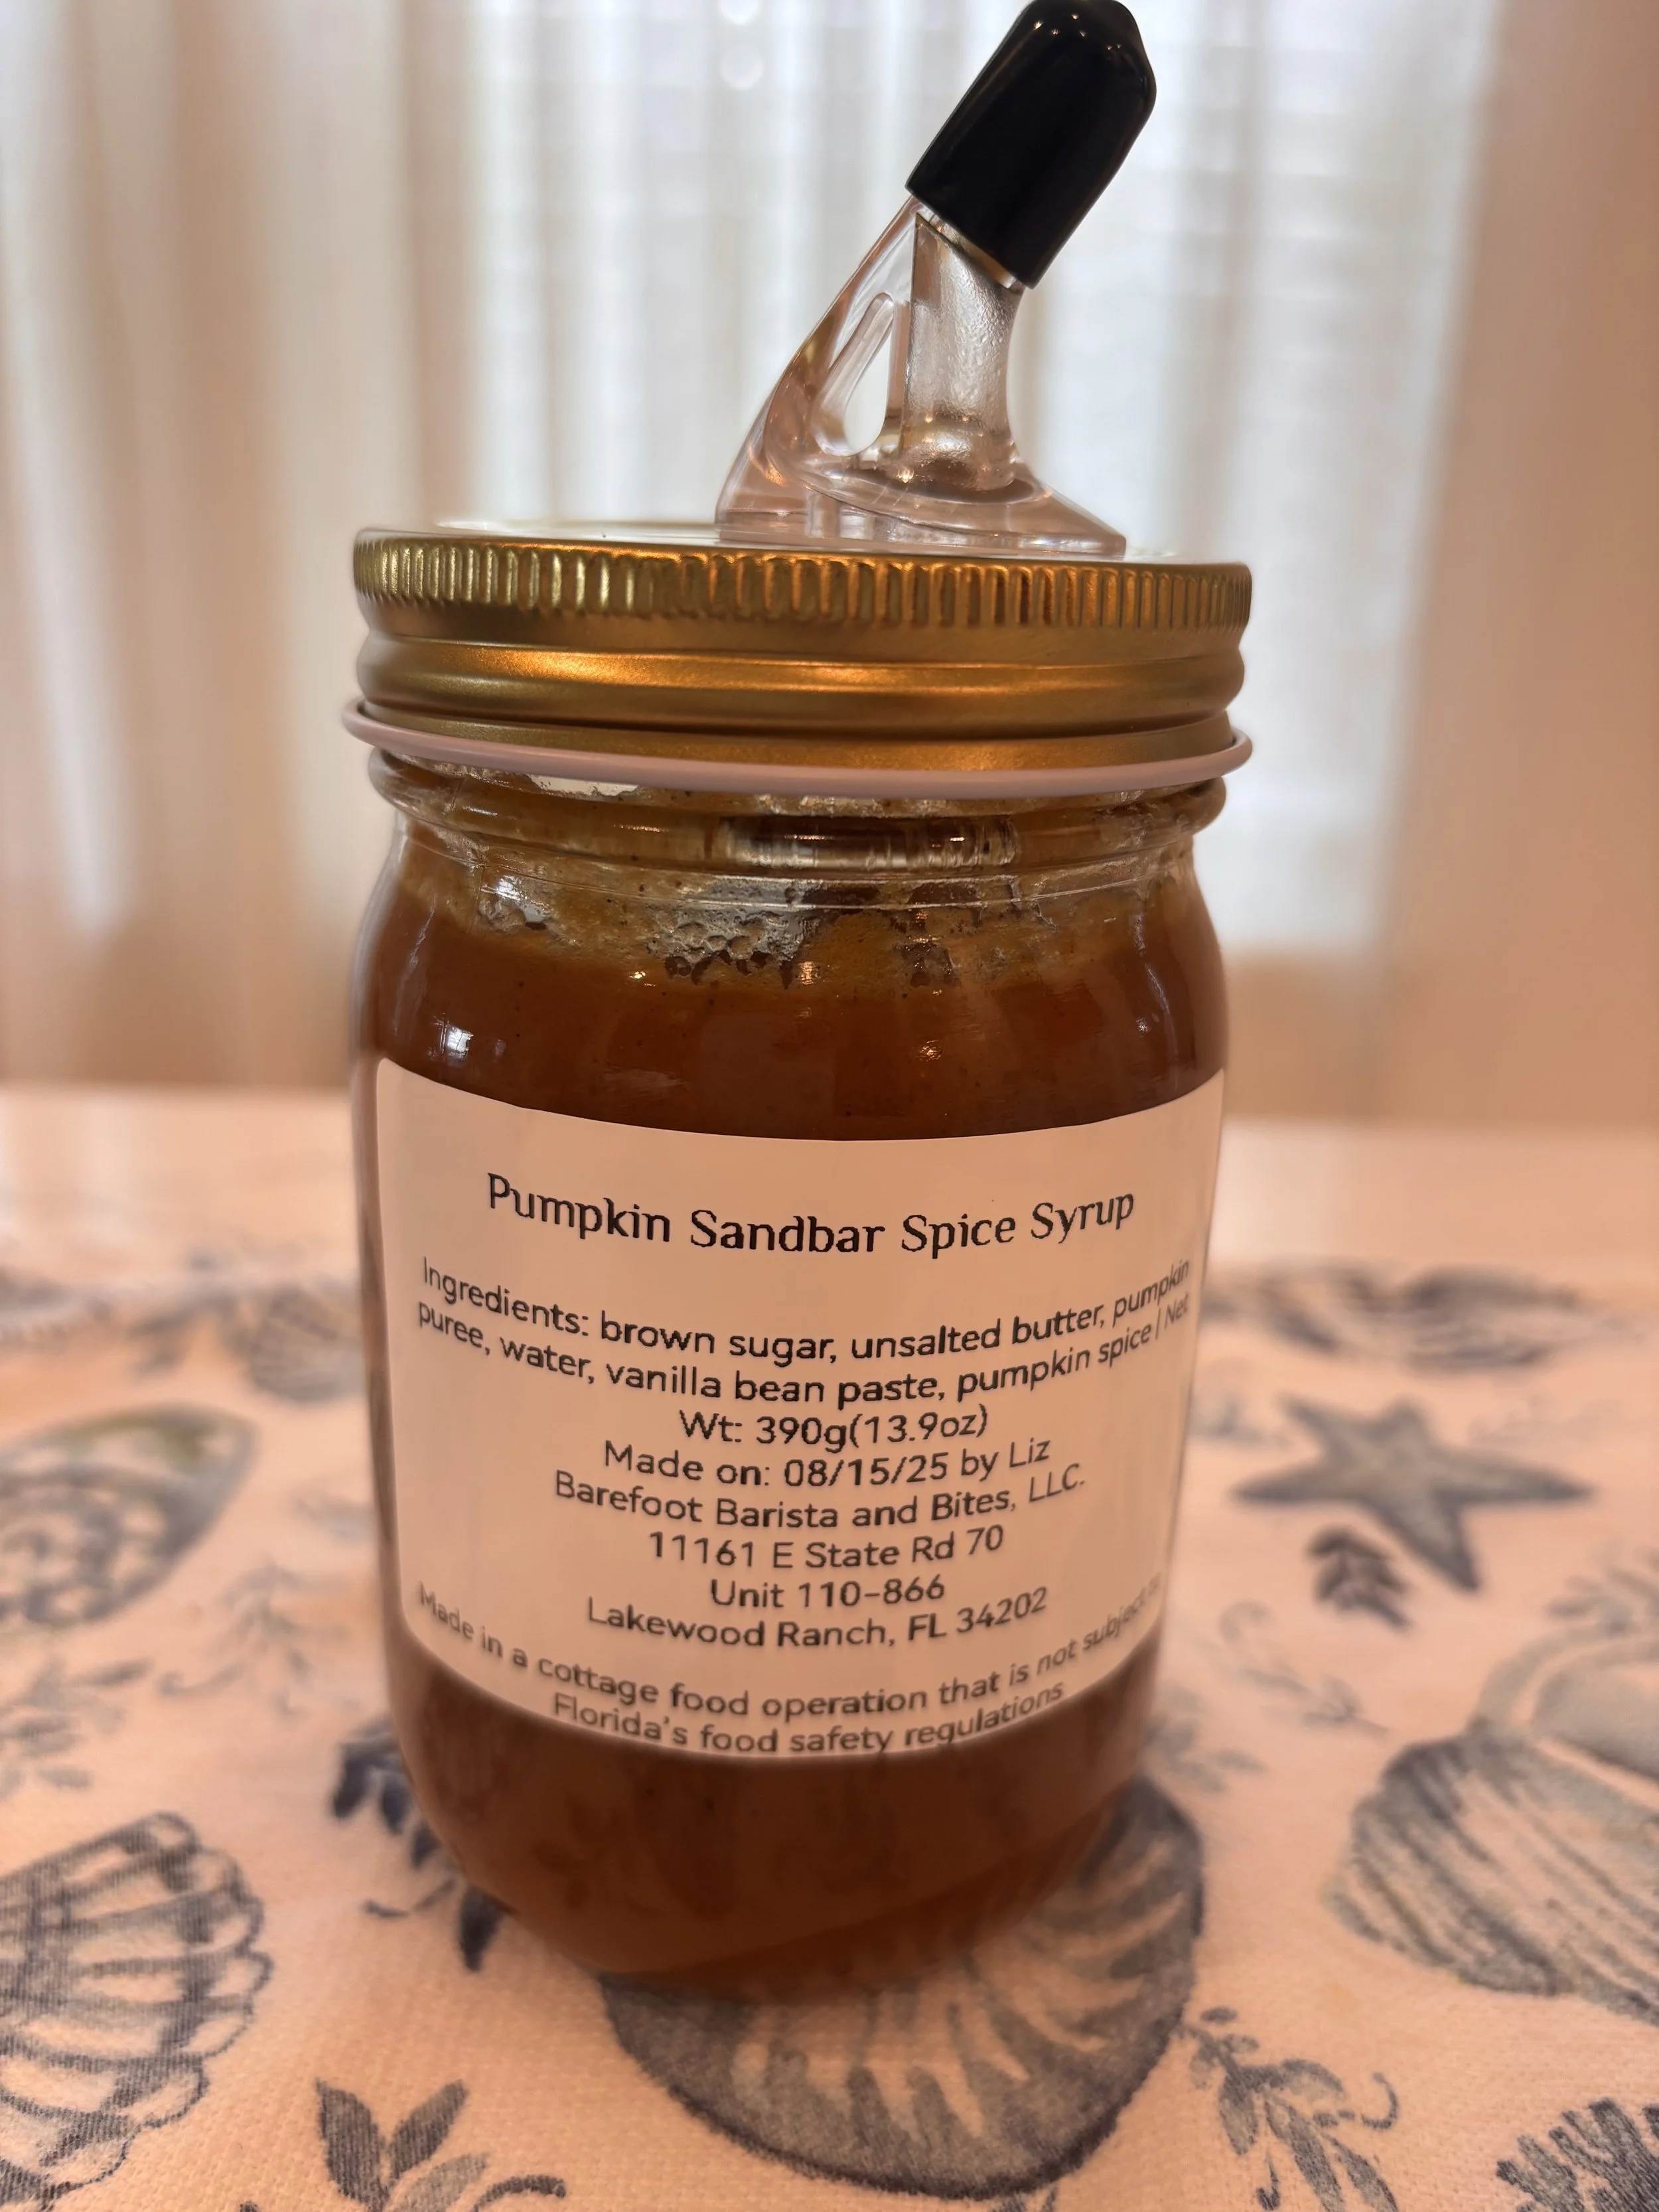 Pumpkin Sandbar Spice Syrup
Ingredients: brown sugar, unsalted butter, pumpkin
puree, water, vanilla bean paste, pumpkin spice | Net
Wt: 390g(13.9oz)
Made on: 08/15/25 by Liz
Barefoot Barista and Bites, LLC.
11161 E State Rd 70
Unit 110-866
Lakewood Ranch, FL 34202
Made in a cottage food operation that is not subject to
Florida's food safety regulations